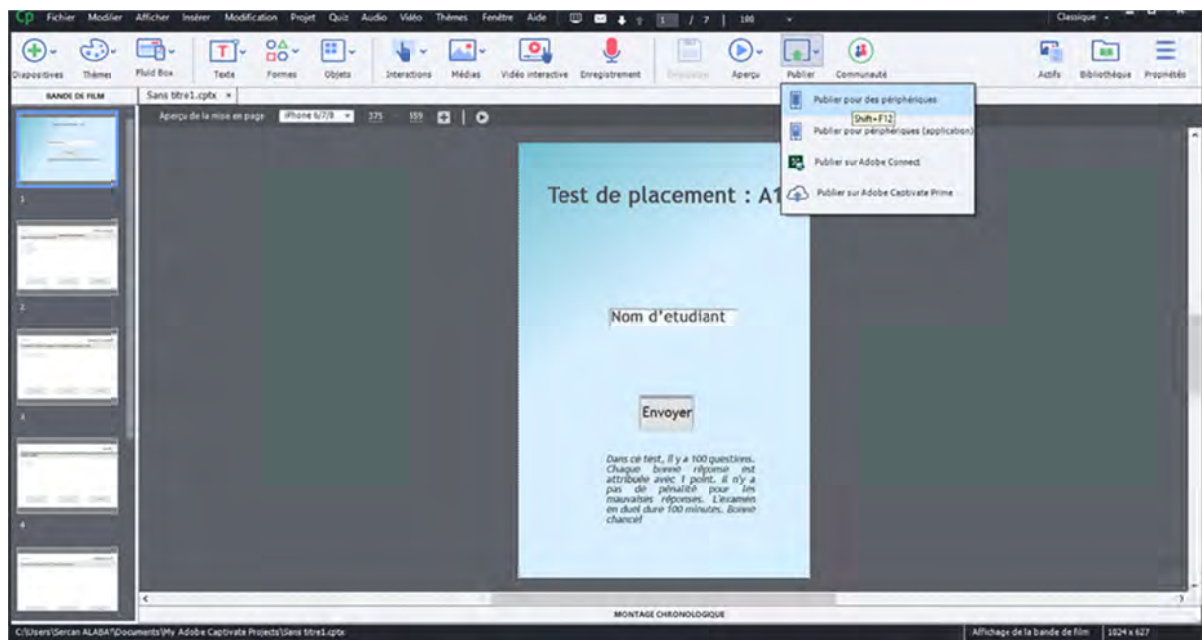 Cp Fichier Modifier Afficher Insérer Modification Projet Quiz Audio Vidéo Thèmes Fenêtre Aide 1 / 7 100 Classique
Diapositives Thèmes Fluid Box Texte Formes Objets Interactions Médias Vidéo interactive Enregistrement Aperçu Publier Communauté Actifs Bibliothèque Propriétés
BANDE DE FILM Sans titre1.cptx ×
Aperçu de la mise en page iPhone 6/7/8 375 559
Publier pour des périphériques
Shift+F12
Publier pour périphériques (application)
Publier sur Adobe Connect
Publier sur Adobe Captivate Prime
1
2
3
4
Test de placement : A1
Nom d'etudiant
Envoyer
Dans ce test, il y a 100 questions.
Chaque bonne réponse est
attribuée avec 1 point. Il n'y a
pas de pénalité pour les
mauvaises réponses. L'examen
en duel dure 100 minutes. Bonne
chance!
MONTAGE CHRONOLOGIQUE
C:\Users\Sercan ALABAY\Documents\My Adobe Captivate Projects\Sans titre1.cptx Affichage de la bande de film 1024 x 627